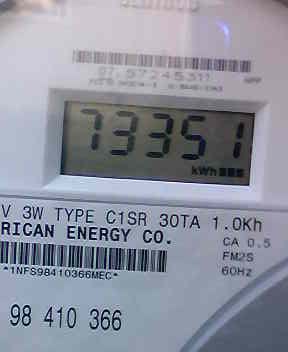 73351
kWh
V 3W TYPE C1SR 30TA 1.0Kh
RICAN ENERGY CO.
CA 0.5
FM2S
60Hz
*1NFS98410366MEC*
98 410 366